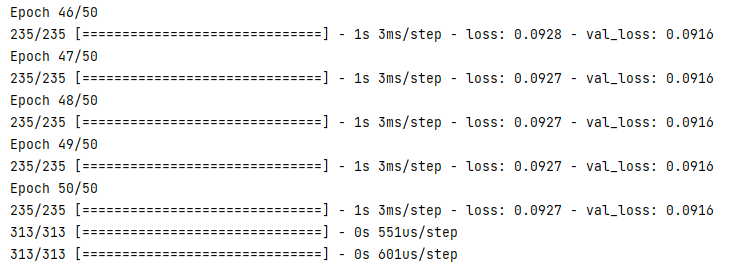 Epoch 46/50
235/235 [==============================] - 1s 3ms/step - loss: 0.0928 - val_loss: 0.0916
Epoch 47/50
235/235 [==============================] - 1s 3ms/step - loss: 0.0927 - val_loss: 0.0916
Epoch 48/50
235/235 [==============================] - 1s 3ms/step - loss: 0.0927 - val_loss: 0.0916
Epoch 49/50
235/235 [==============================] - 1s 3ms/step - loss: 0.0927 - val_loss: 0.0916
Epoch 50/50
235/235 [==============================] - 1s 3ms/step - loss: 0.0927 - val_loss: 0.0916
313/313 [==============================] - 0s 551us/step
313/313 [==============================] - 0s 601us/step